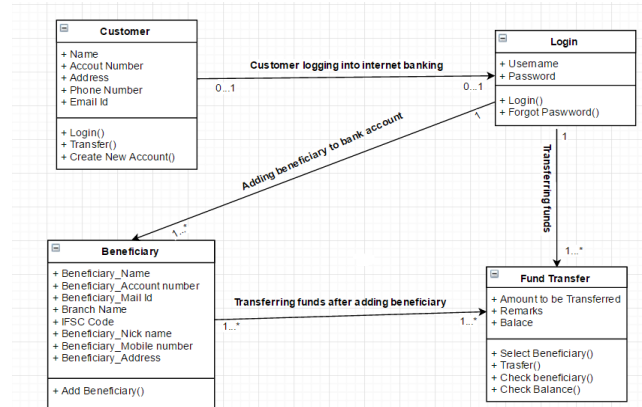 Customer
+ Name
+ Accout Number
+ Address
+ Phone Number
+ Email Id
+ Login()
+ Transfer()
+ Create New Account()
Customer logging into internet banking
0...1
0...1
Login
+ Username
+ Password
+ Login()
+ Forgot Paswword()
1
Adding beneficiary to bank account
1...*
1
Transferring funds
1...*
Beneficiary
+ Beneficiary_Name
+ Beneficiary_Account number
+ Beneficiary_Mail Id
+ Branch Name
+ IFSC Code
+ Beneficiary_Nick name
+ Beneficiary_Mobile number
+ Beneficiary_Address
+ Add Beneficiary()
Transferring funds after adding beneficiary
1...*
1...*
Fund Transfer
+ Amount to be Transferred
+ Remarks
+ Balace
+ Select Beneficiary()
+ Trasfer()
+ Check beneficiary()
+ Check Balance()